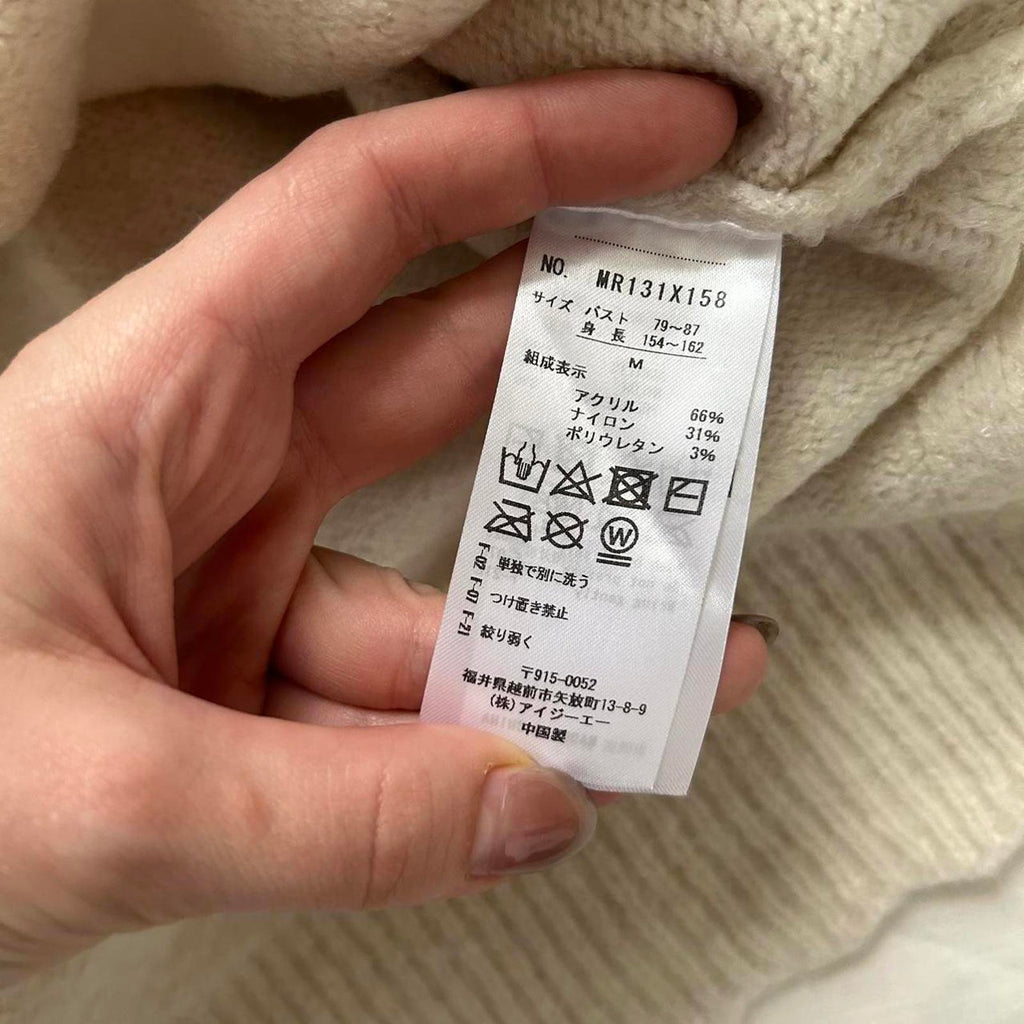 NO. MR131X158
サイズ バスト 79~87
身 長 154~162
M
組成表示
アクリル 66%
ナイロン 31%
ポリウレタン 3%
W
F-02 単独で別に洗う
F-01 つけ置き禁止
F-21 絞り弱く
〒915-0052
福井県越前市矢放町13-8-9
(株)アイジーエー
中国製